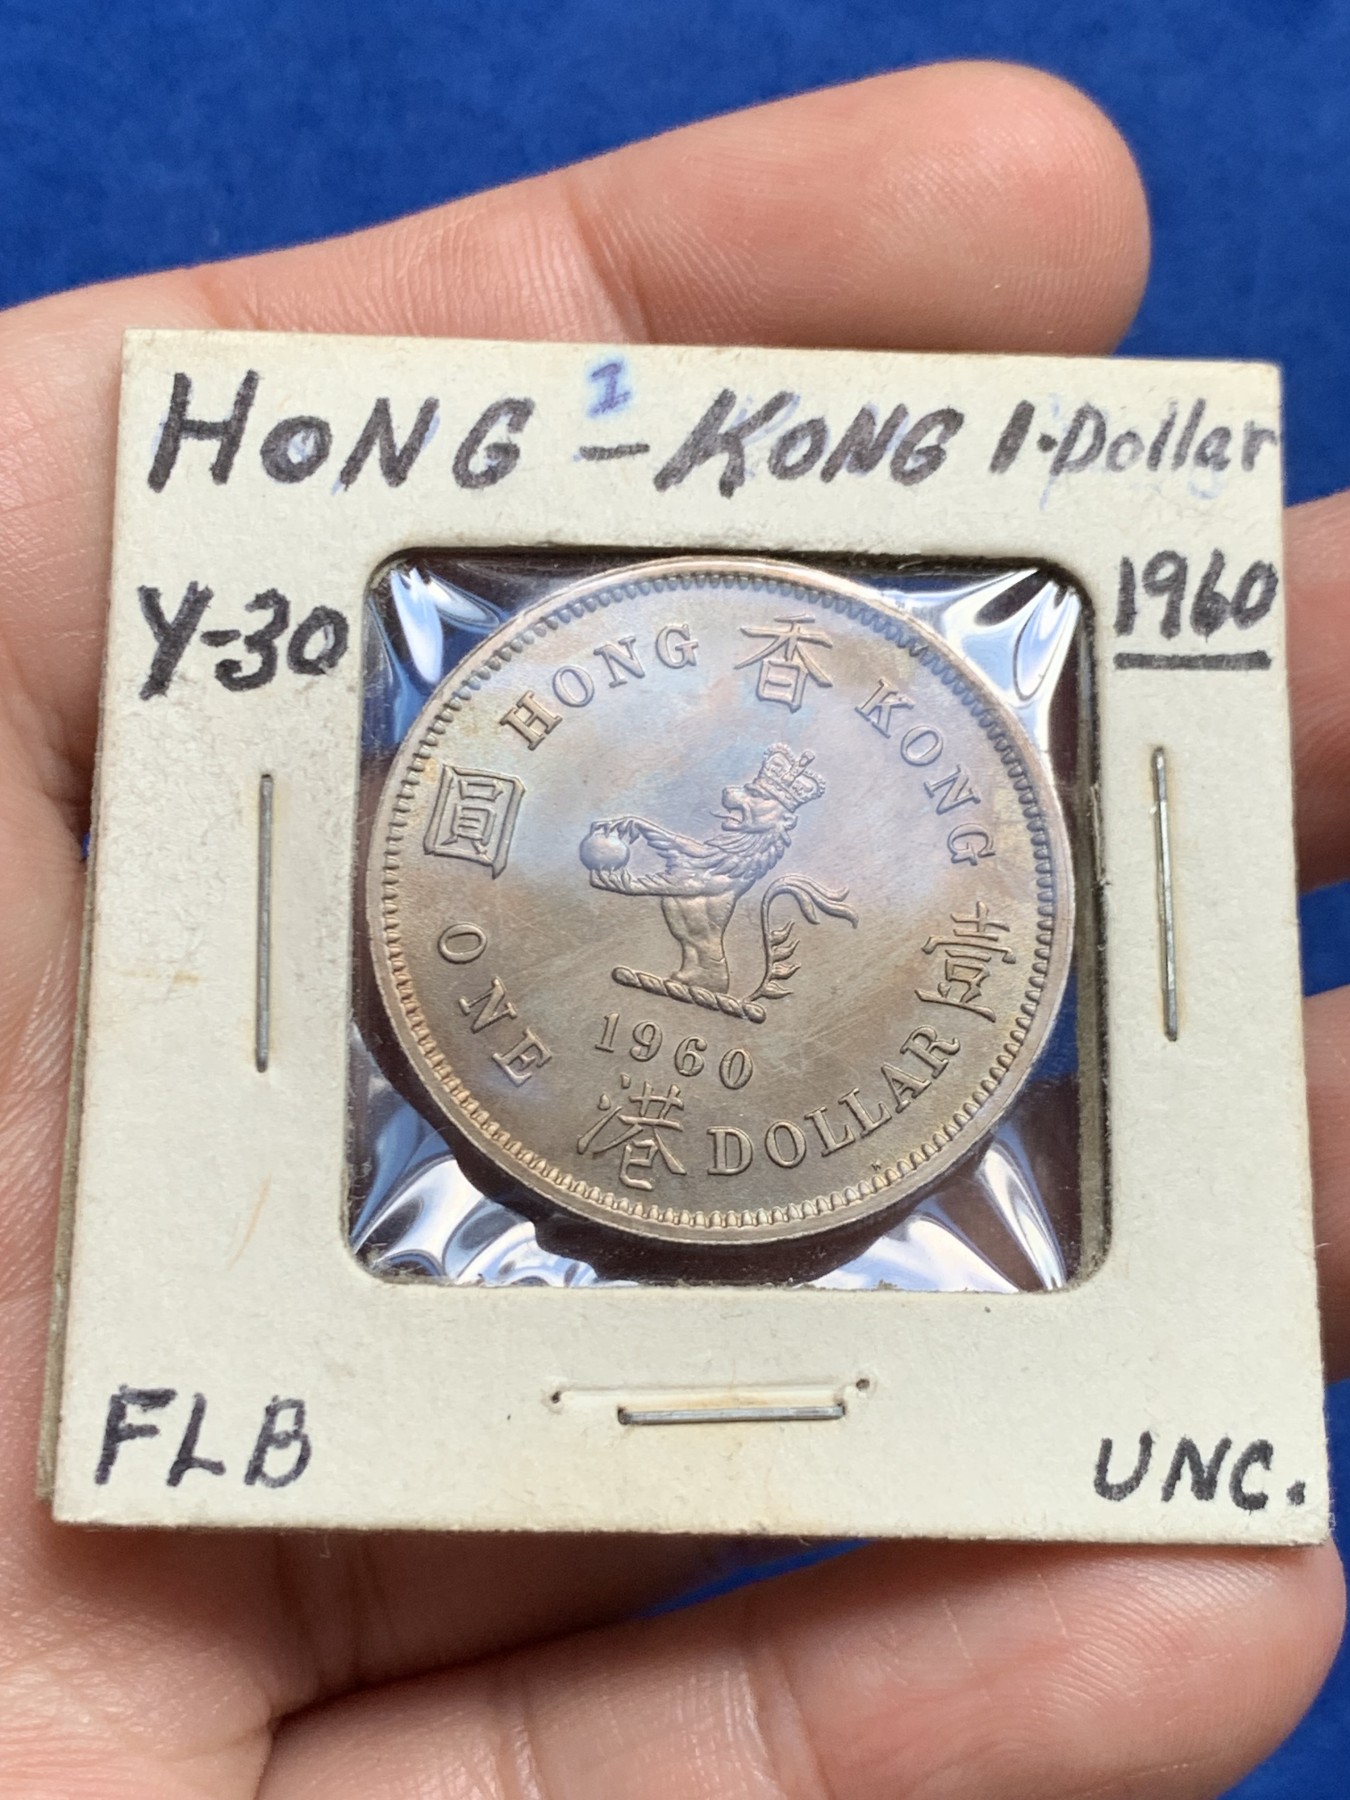 HONG - KONG 1·Dollar
Y-30
1960
HONG 香 KONG
圓
壹
ONE
1960
港 DOLLAR
FLB
UNC.